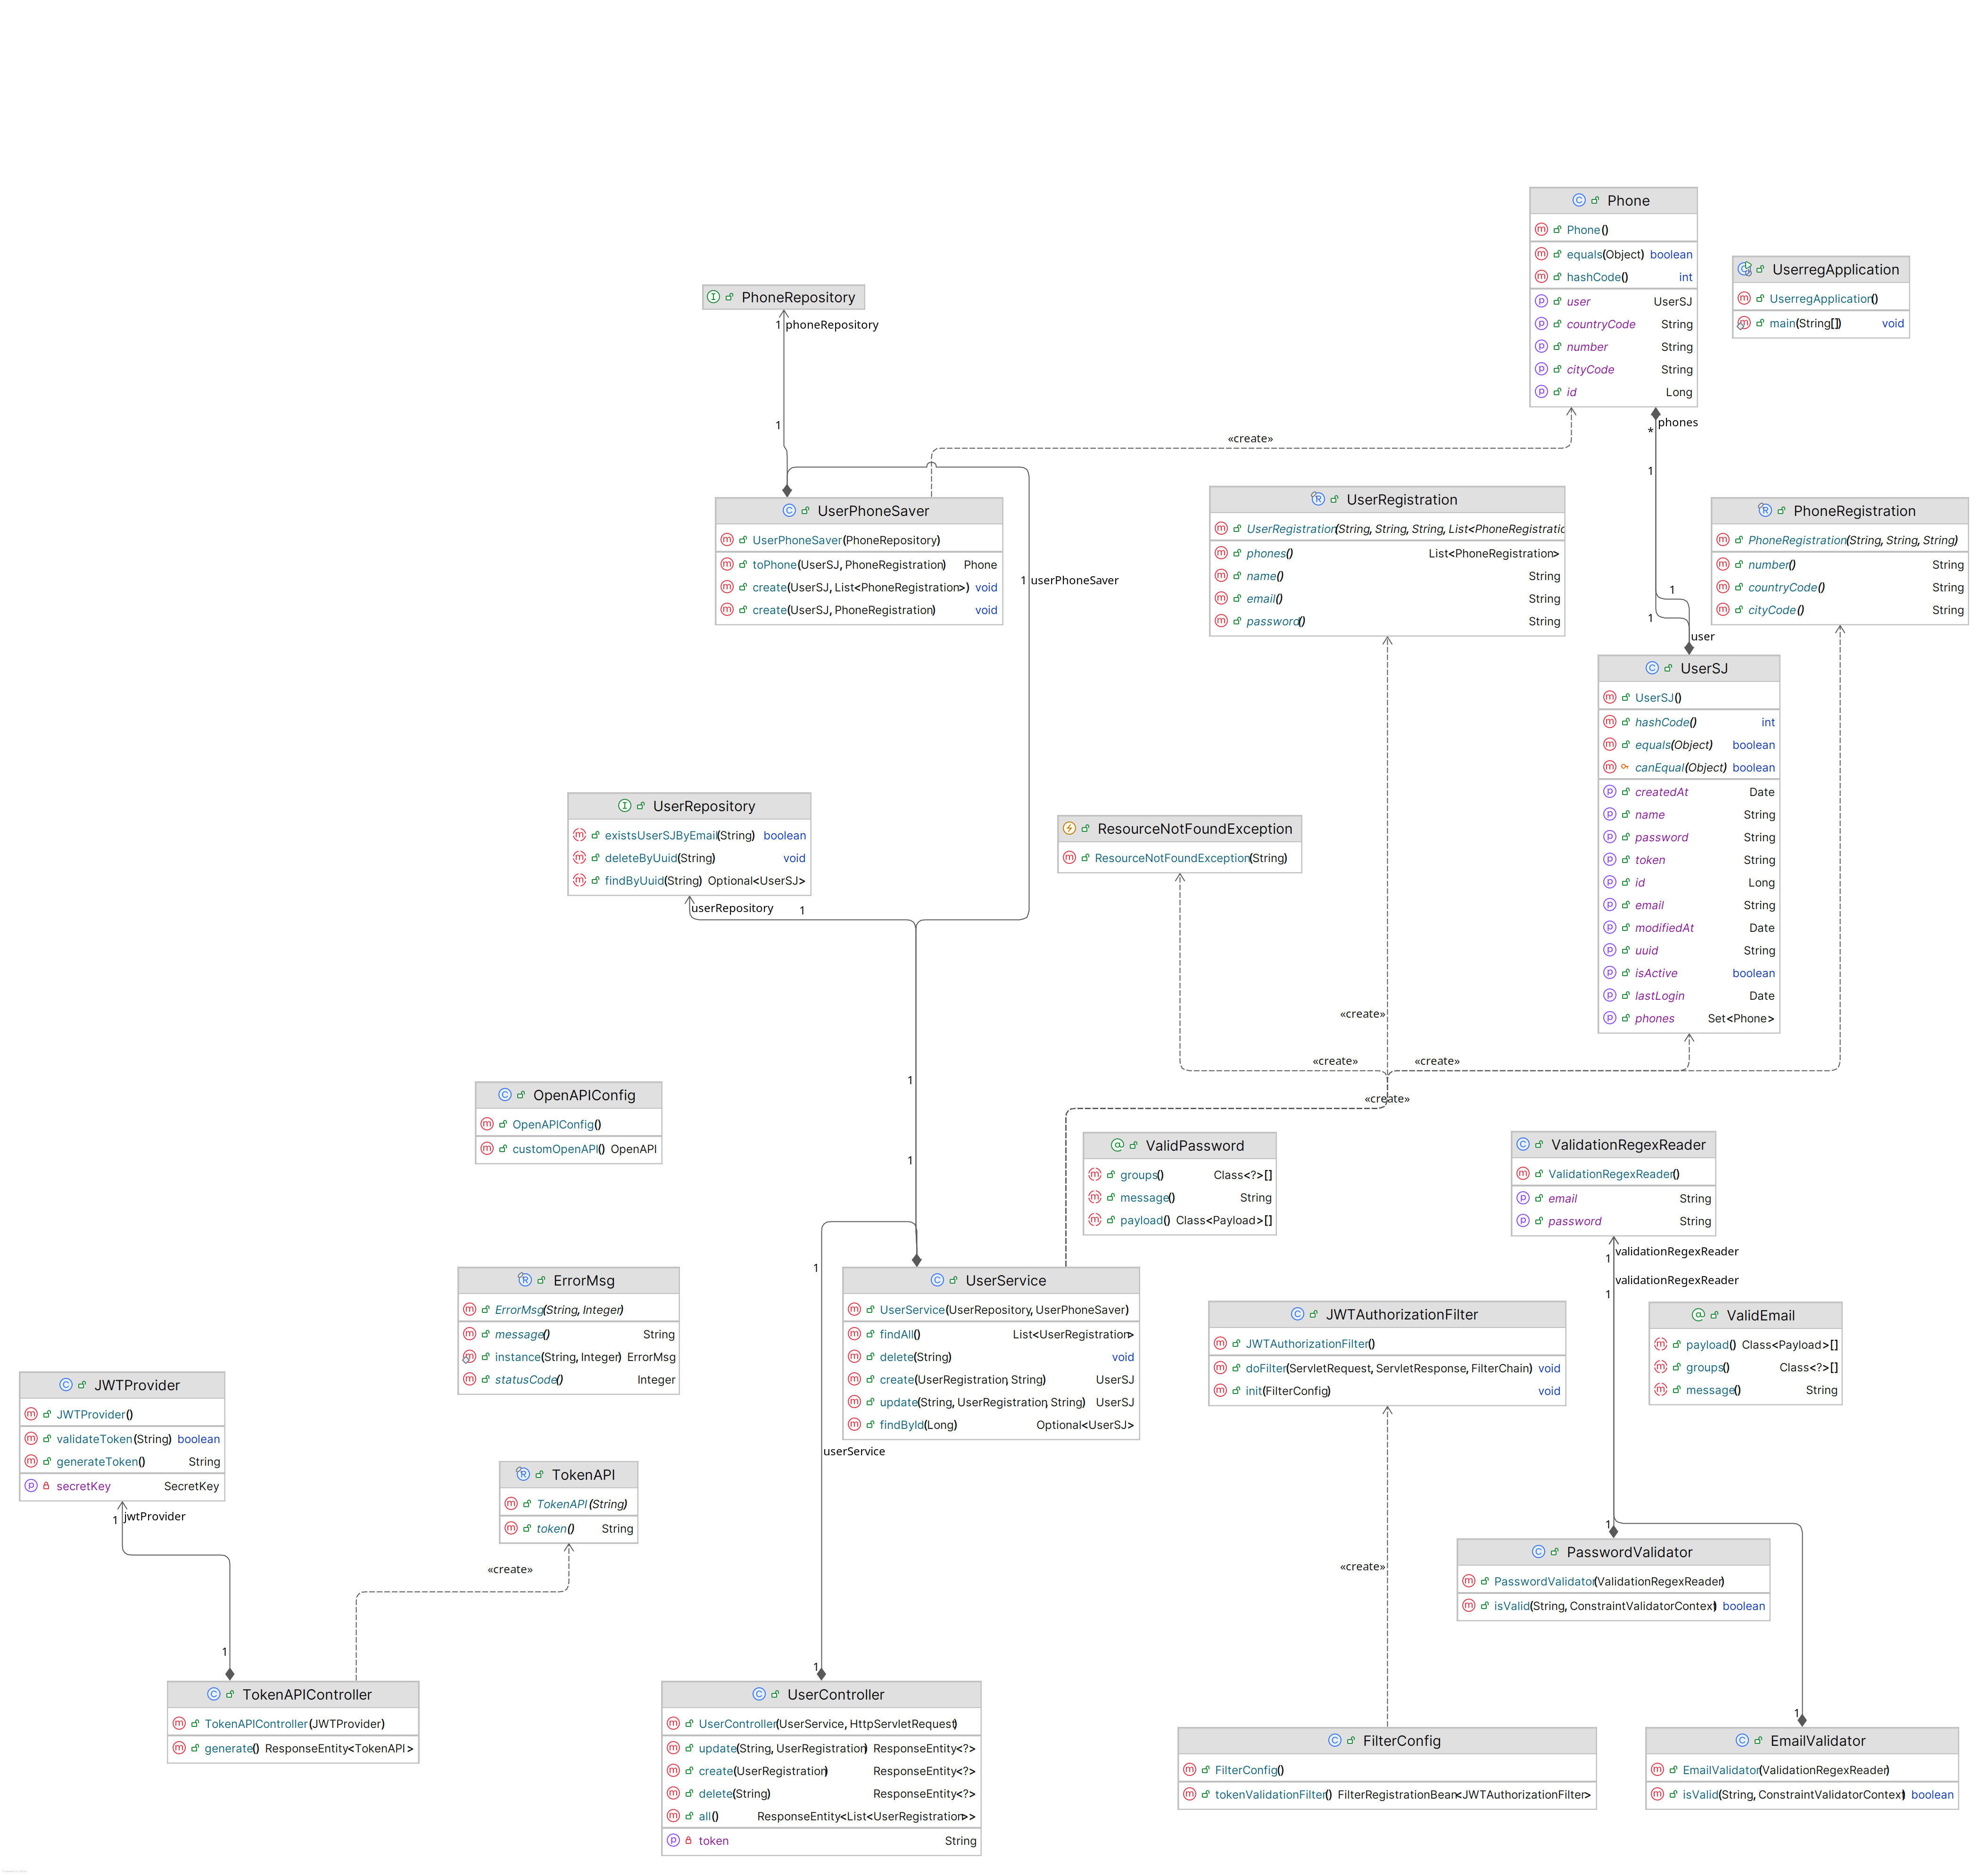 Phone
Phone()
equals(Object) boolean
hashCode() int
user UserSJ
countryCode String
number String
cityCode String
id Long
UserregApplication
UserregApplication()
main(String[]) void
PhoneRepository
1 phoneRepository
1
phones
*
1
1
1
user
«create»
UserPhoneSaver
UserPhoneSaver(PhoneRepository)
toPhone(UserSJ, PhoneRegistration) Phone
create(UserSJ, List<PhoneRegistration>) void
create(UserSJ, PhoneRegistration) void
1 userPhoneSaver
UserRegistration
UserRegistration(String, String, String, List<PhoneRegistratio
phones() List<PhoneRegistration>
name() String
email() String
password() String
PhoneRegistration
PhoneRegistration(String, String, String)
number() String
countryCode() String
cityCode() String
UserSJ
UserSJ()
hashCode() int
equals(Object) boolean
canEqual(Object) boolean
createdAt Date
name String
password String
token String
id Long
email String
modifiedAt Date
uuid String
isActive boolean
lastLogin Date
phones Set<Phone>
UserRepository
existsUserSJByEmail(String) boolean
deleteByUuid(String) void
findByUuid(String) Optional<UserSJ>
userRepository 1
ResourceNotFoundException
ResourceNotFoundException(String)
«create»
«create»
«create»
«create»
1
1
OpenAPIConfig
OpenAPIConfig()
customOpenAPI() OpenAPI
ValidPassword
groups() Class<?>[]
message() String
payload() Class<Payload>[]
ValidationRegexReader
ValidationRegexReader()
email String
password String
validationRegexReader
1
validationRegexReader
1
ErrorMsg
ErrorMsg(String, Integer)
message() String
instance(String, Integer) ErrorMsg
statusCode() Integer
1
UserService
UserService(UserRepository, UserPhoneSaver)
findAll() List<UserRegistration>
delete(String) void
create(UserRegistration, String) UserSJ
update(String, UserRegistration, String) UserSJ
findById(Long) Optional<UserSJ>
userService
JWTAuthorizationFilter
JWTAuthorizationFilter()
doFilter(ServletRequest, ServletResponse, FilterChain) void
init(FilterConfig) void
ValidEmail
payload() Class<Payload>[]
groups() Class<?>[]
message() String
JWTProvider
JWTProvider()
validateToken(String) boolean
generateToken() String
secretKey SecretKey
1 jwtProvider
TokenAPI
TokenAPI(String)
token() String
«create»
«create»
1
PasswordValidator
PasswordValidator(ValidationRegexReader)
isValid(String, ConstraintValidatorContext) boolean
1
1
1
TokenAPIController
TokenAPIController(JWTProvider)
generate() ResponseEntity<TokenAPI>
UserController
UserController(UserService, HttpServletRequest)
update(String, UserRegistration) ResponseEntity<?>
create(UserRegistration) ResponseEntity<?>
delete(String) ResponseEntity<?>
all() ResponseEntity<List<UserRegistration>>
token String
FilterConfig
FilterConfig()
tokenValidationFilter() FilterRegistrationBean<JWTAuthorizationFilter>
EmailValidator
EmailValidator(ValidationRegexReader)
isValid(String, ConstraintValidatorContext) boolean